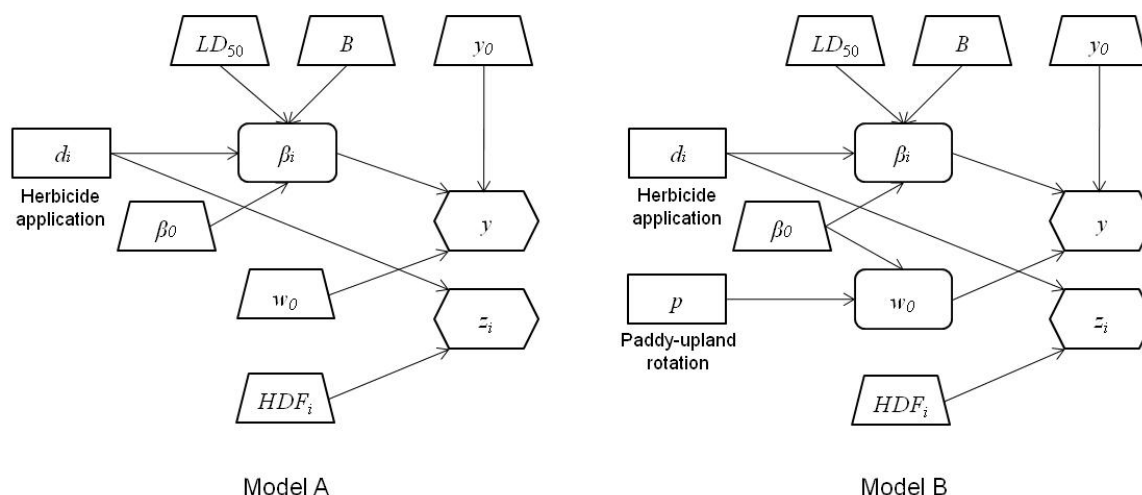 LD50 B y0
di βi
Herbicide
application
β0 y
w0
zi
HDFi
Model A
LD50 B y0
di βi
Herbicide
application
β0 y
p w0
zi
Paddy-upland
rotation
HDFi
Model B